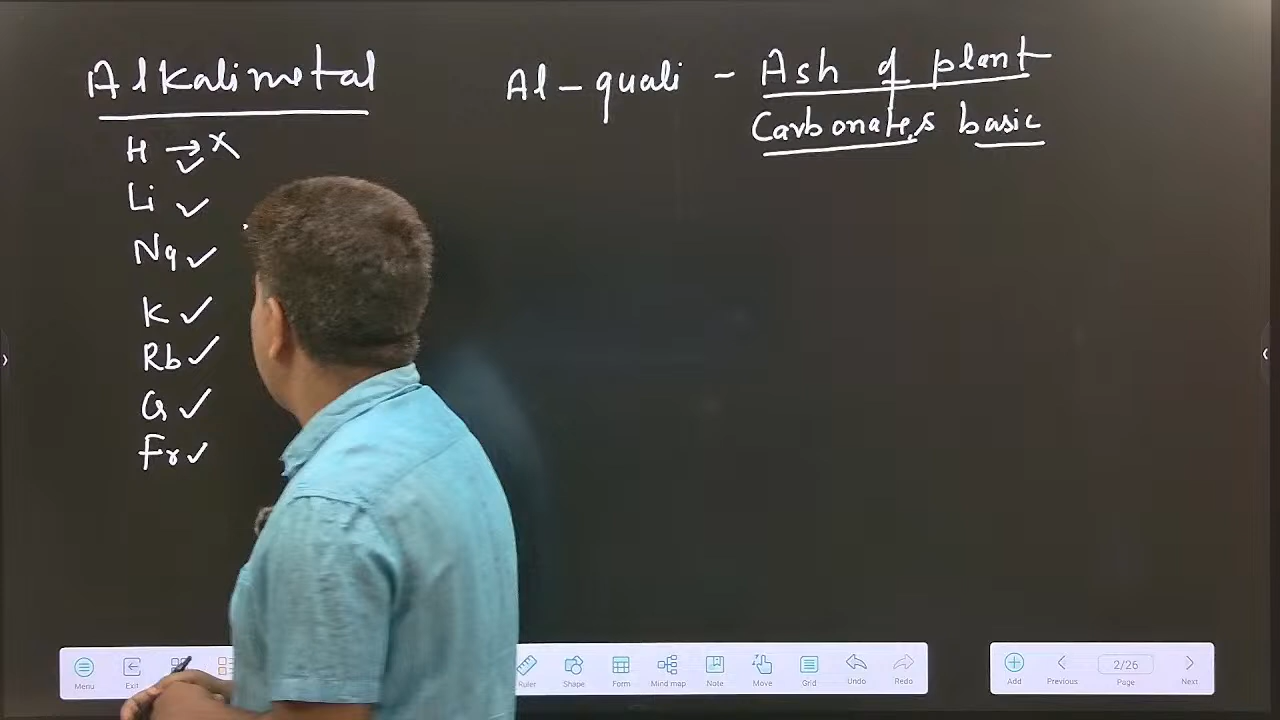 Alkalimetal
Al-quali - Ash of plant
Carbonates basic
H → X ✓
Li ✓
Na ✓
K ✓
Rb ✓
Cs ✓
Fr ✓
Menu
Exit
Ruler
Shape
Form
Mind map
Note
Move
Grid
Undo
Redo
Add
Previous
2/26
Page
Next